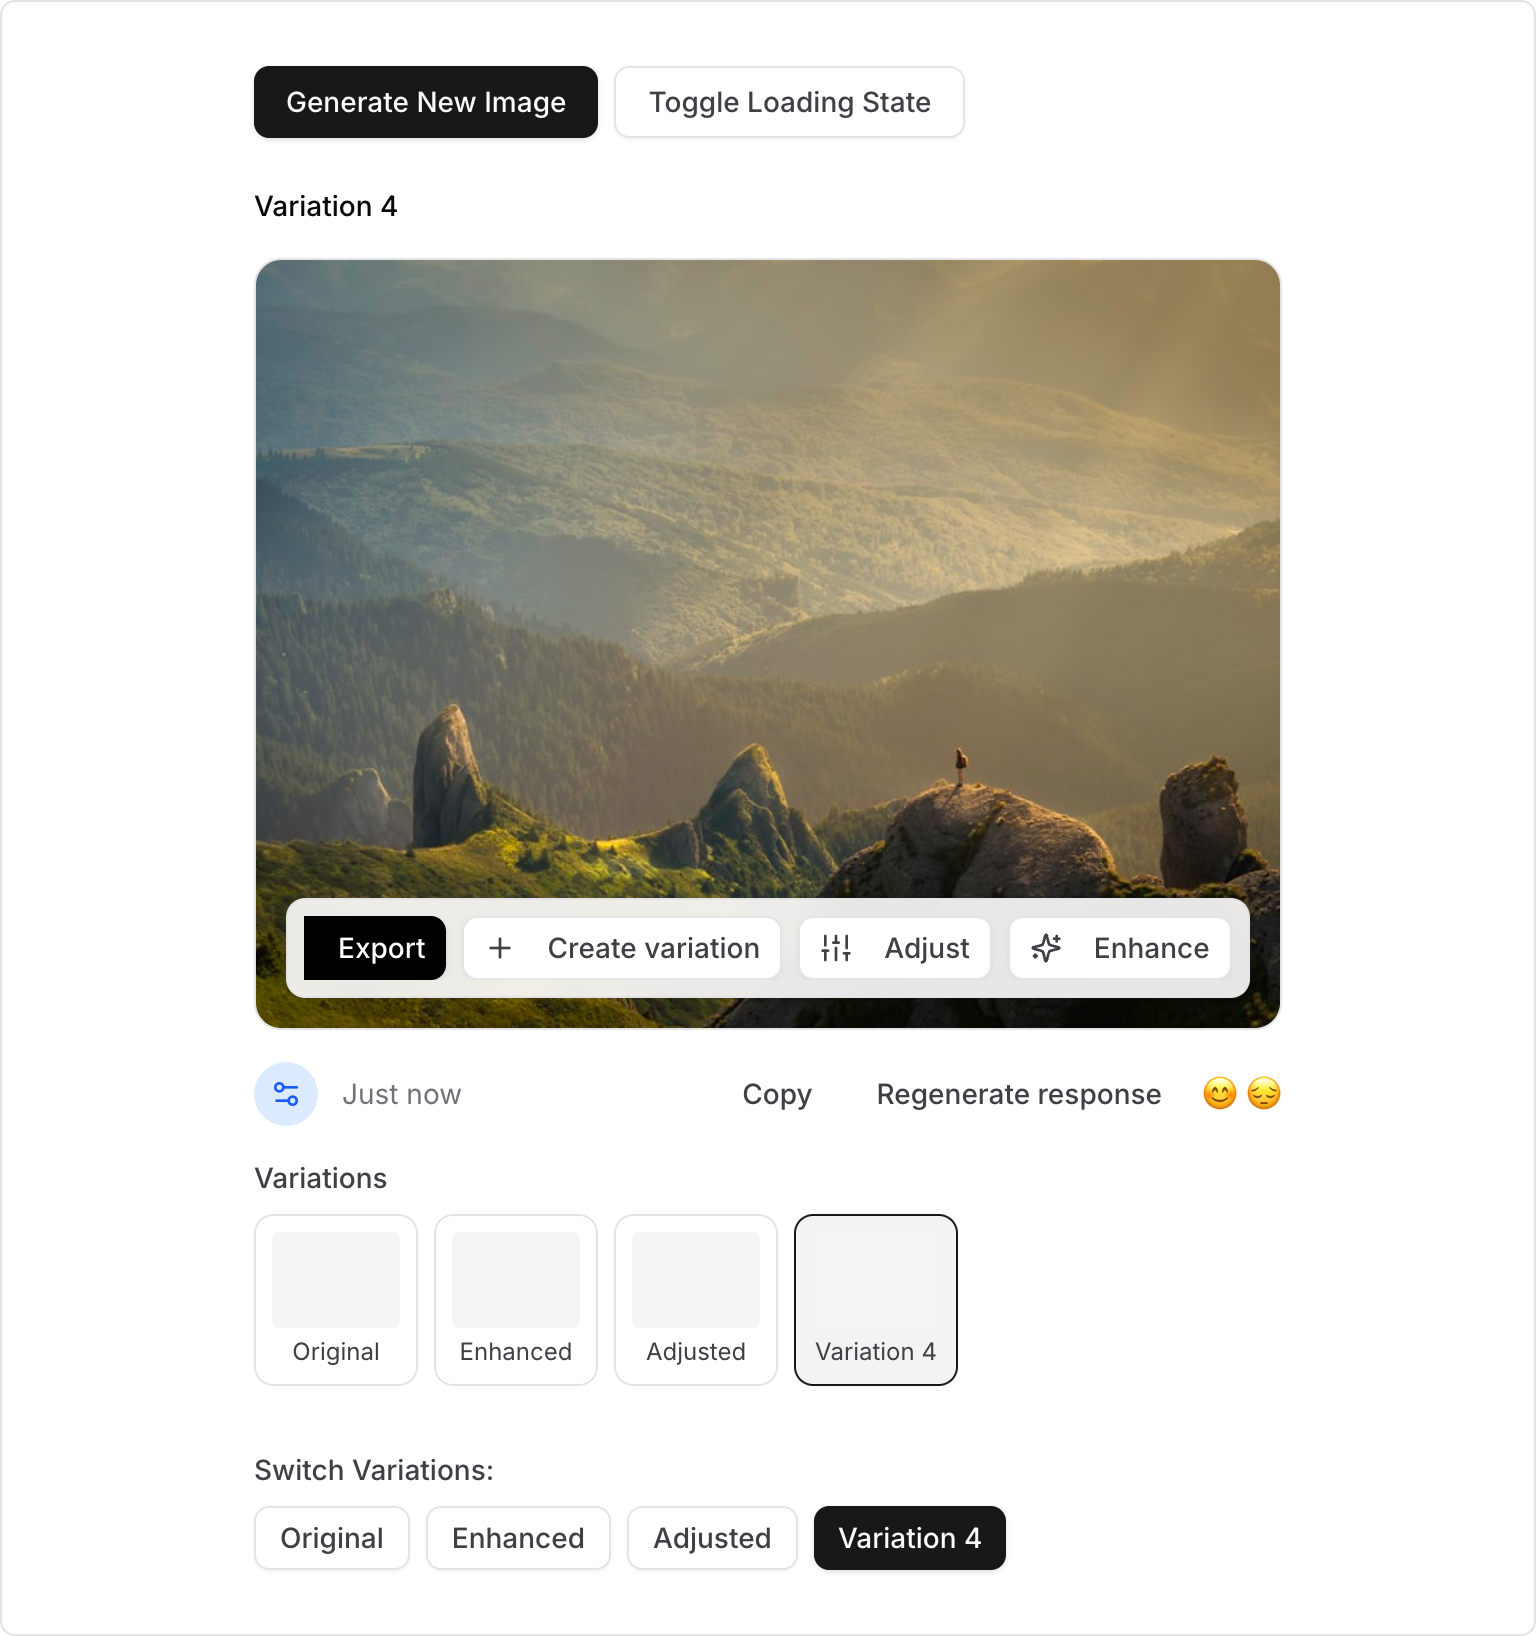 Generate New Image
Toggle Loading State
Variation 4
Export
Create variation
Adjust
Enhance
Just now
Copy
Regenerate response
😊 😔
Variations
Original
Enhanced
Adjusted
Variation 4
Switch Variations:
Original
Enhanced
Adjusted
Variation 4